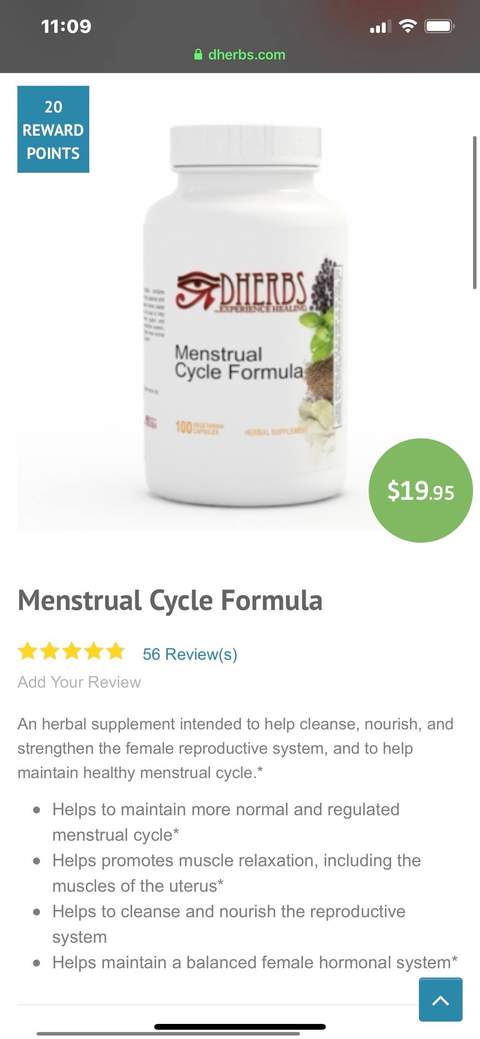 11:09
dherbs.com
20
REWARD
POINTS
DHERBS
EXPERIENCE HEALING
Menstrual
Cycle Formula
100 VEGETARIAN
CAPSULES
HERBAL SUPPLEMENT
$19.95
Menstrual Cycle Formula
56 Review(s)
Add Your Review
An herbal supplement intended to help cleanse, nourish, and
strengthen the female reproductive system, and to help
maintain healthy menstrual cycle.*
Helps to maintain more normal and regulated
menstrual cycle*
Helps promotes muscle relaxation, including the
muscles of the uterus*
Helps to cleanse and nourish the reproductive
system
Helps maintain a balanced female hormonal system*